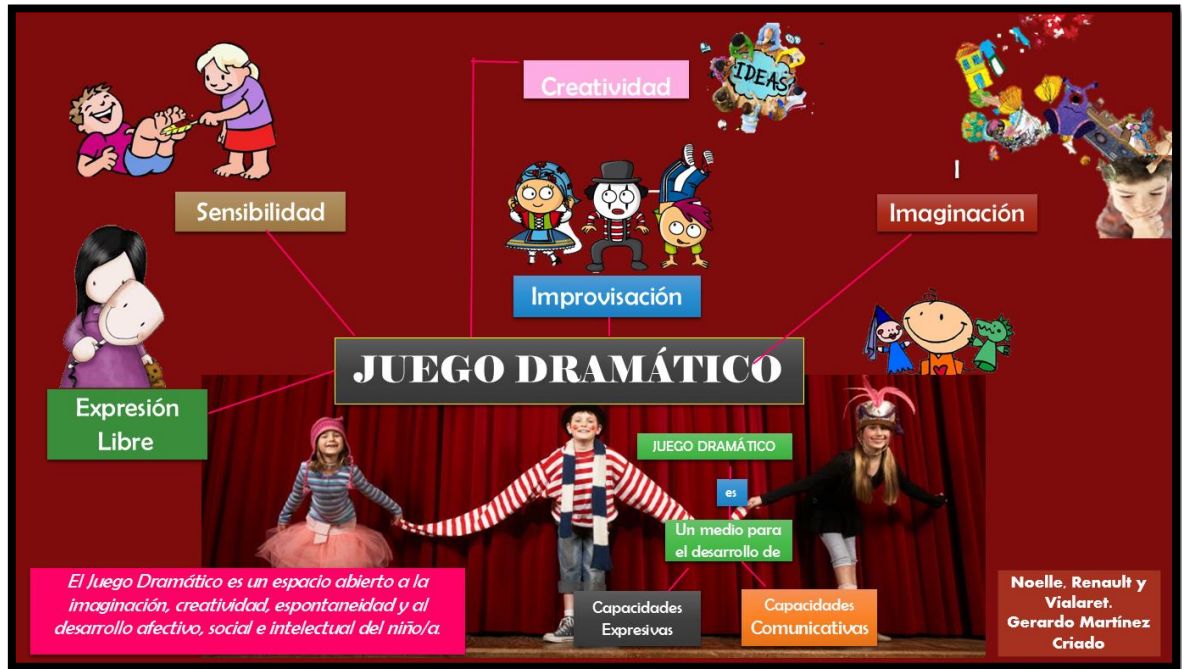 Creatividad
IDEAS
Sensibilidad
I
Imaginación
Improvisación
JUEGO DRAMÁTICO
Expresión
Libre
JUEGO DRAMÁTICO
es
Un medio para
el desarrollo de
Capacidades
Expresivas
Capacidades
Comunicativas
El Juego Dramático es un espacio abierto a la
imaginación, creatividad, espontaneidad y al
desarrollo afectivo, social e intelectual del niño/a.
Noelle, Renault y
Vialaret.
Gerardo Martínez
Criado